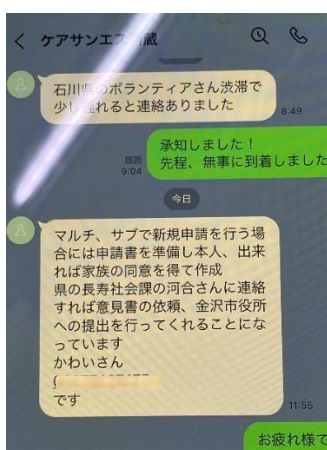 ケアサンエ
蔵
石川県のボランティアさん渋滞で
少し遅れると連絡ありました
8:49
承知しました！
先程、無事に到着しました
既読
9:04
今日
マルチ、サブで新規申請を行う場
合には申請書を準備し本人、出来
れば家族の同意を得て作成
県の長寿社会課の河合さんに連絡
すれば意見書の依頼、金沢市役所
への提出を行ってくれることにな
っています
かわいさん
です
11:55
お疲れ様で